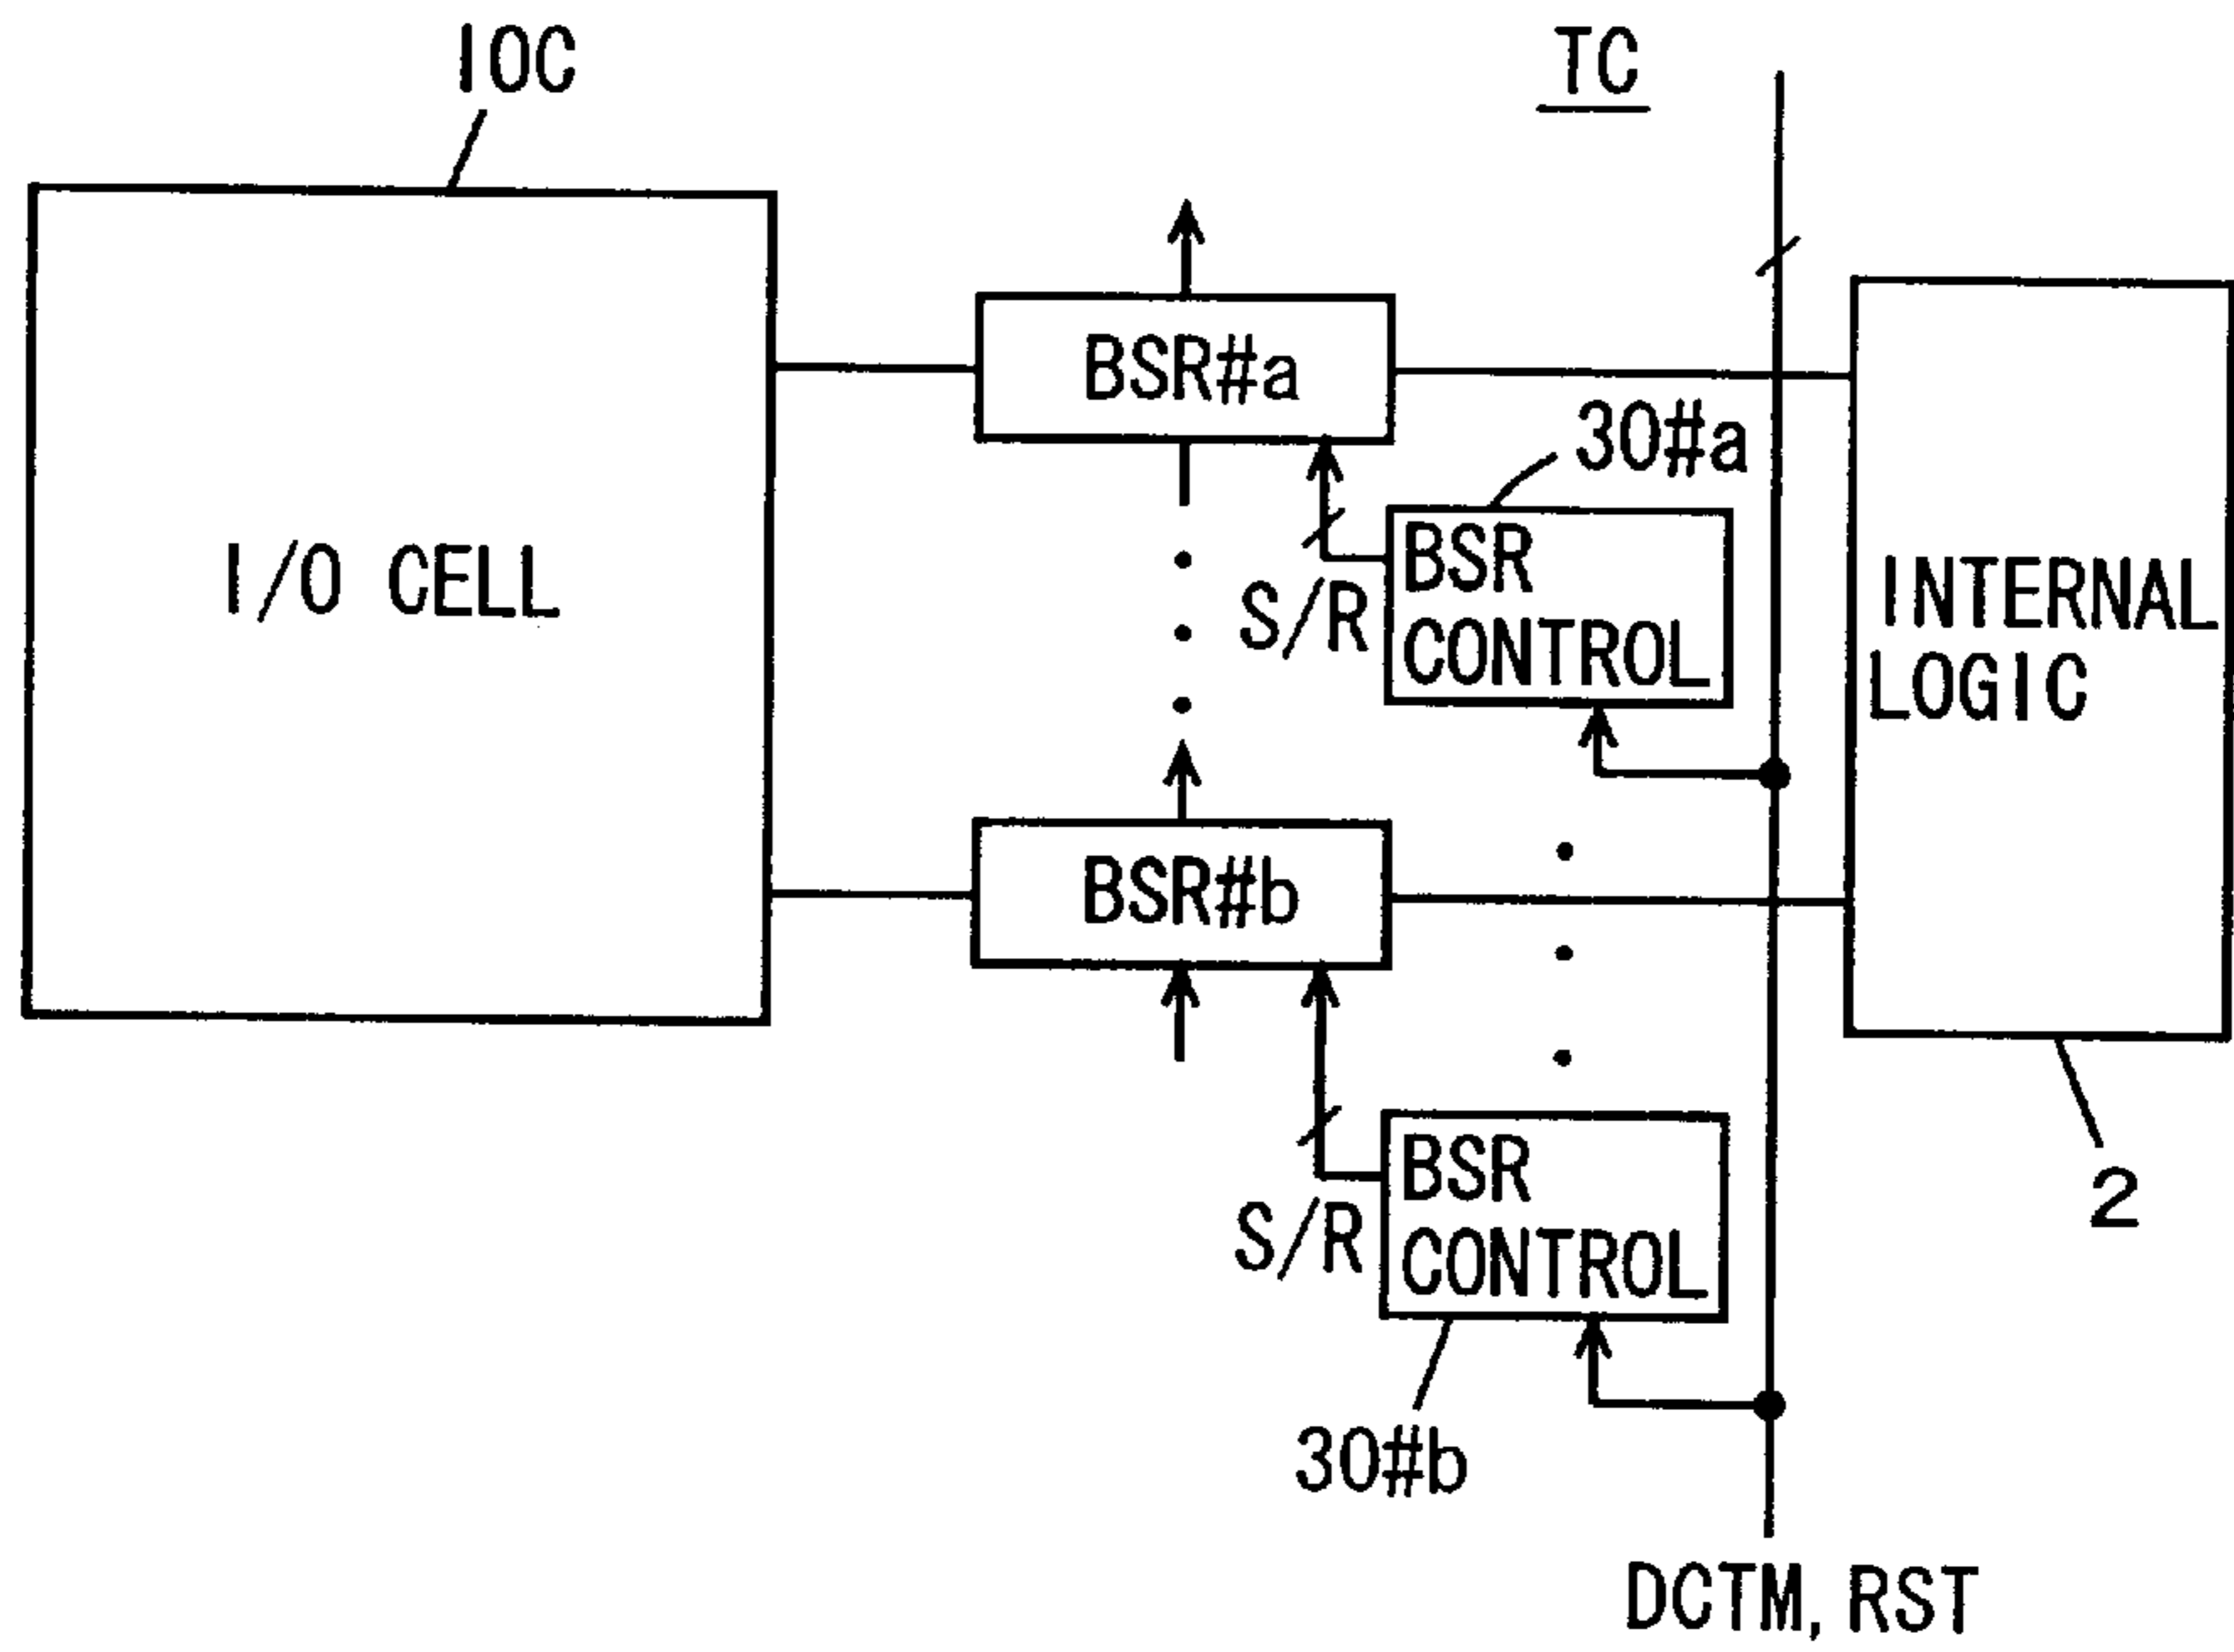 IOC
TC
BSR#a
30#a
I/O CELL
BSR
CONTROL
S/R
INTERNAL
LOGIC
BSR#b
BSR
CONTROL
S/R
2
30#b
DCTM, RST